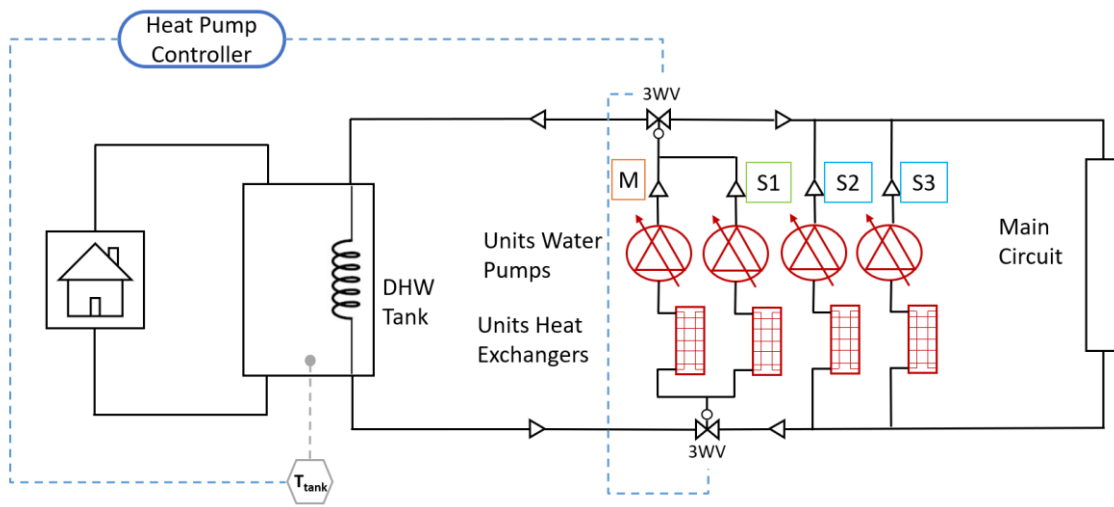 Heat Pump
Controller
3WV
M
S1
S2
S3
Units Water
Pumps
Main
Circuit
DHW
Tank
Units Heat
Exchangers
3WV
Ttank